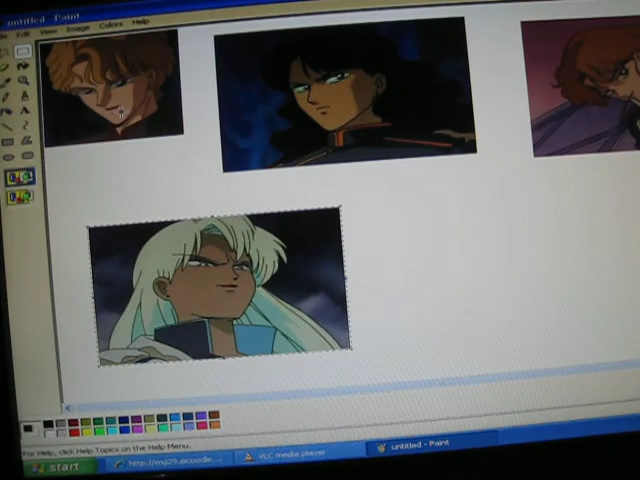 untitled - Paint
Edit View Image Colors Help
For Help, click Help Topics on the Help Menu.
start
VLC media player
untitled - Paint